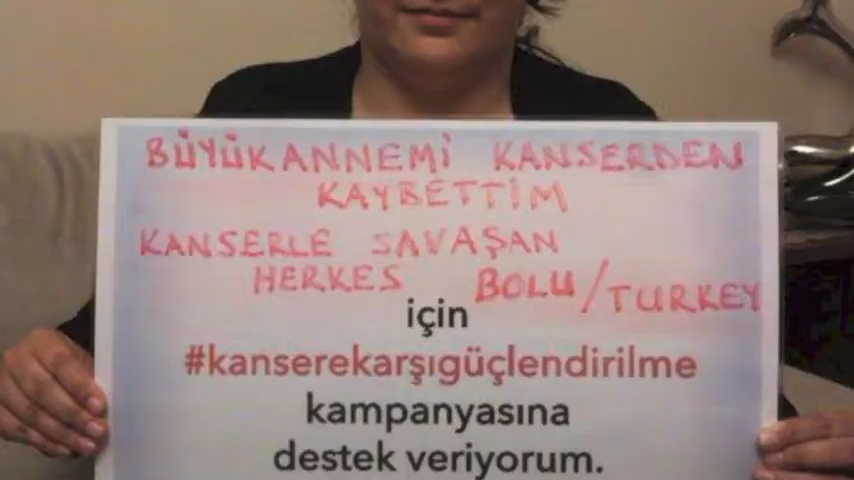 BÜYÜKANNEMİ KANSERDEN
KAYBETTİM
KANSERLE SAVAŞAN
HERKES BOLU/TURKEY
için
#kanserekarşıgüçlendirilme
kampanyasına
destek veriyorum.